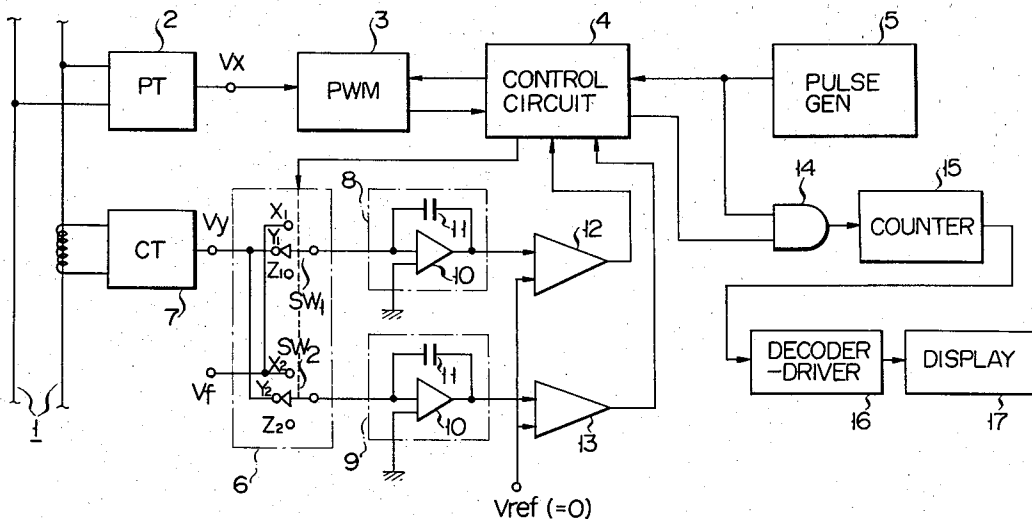 2
3
4
5
PT
Vx
PWM
CONTROL
CIRCUIT
PULSE
GEN
14
15
COUNTER
8
X1
11
12
CT
Vy
Y1
10
Z1
SW1
7
SW2
X2
11
Vf
Y2
10
13
Z2
DECODER
-DRIVER
DISPLAY
1
6
9
16
17
Vref (=0)